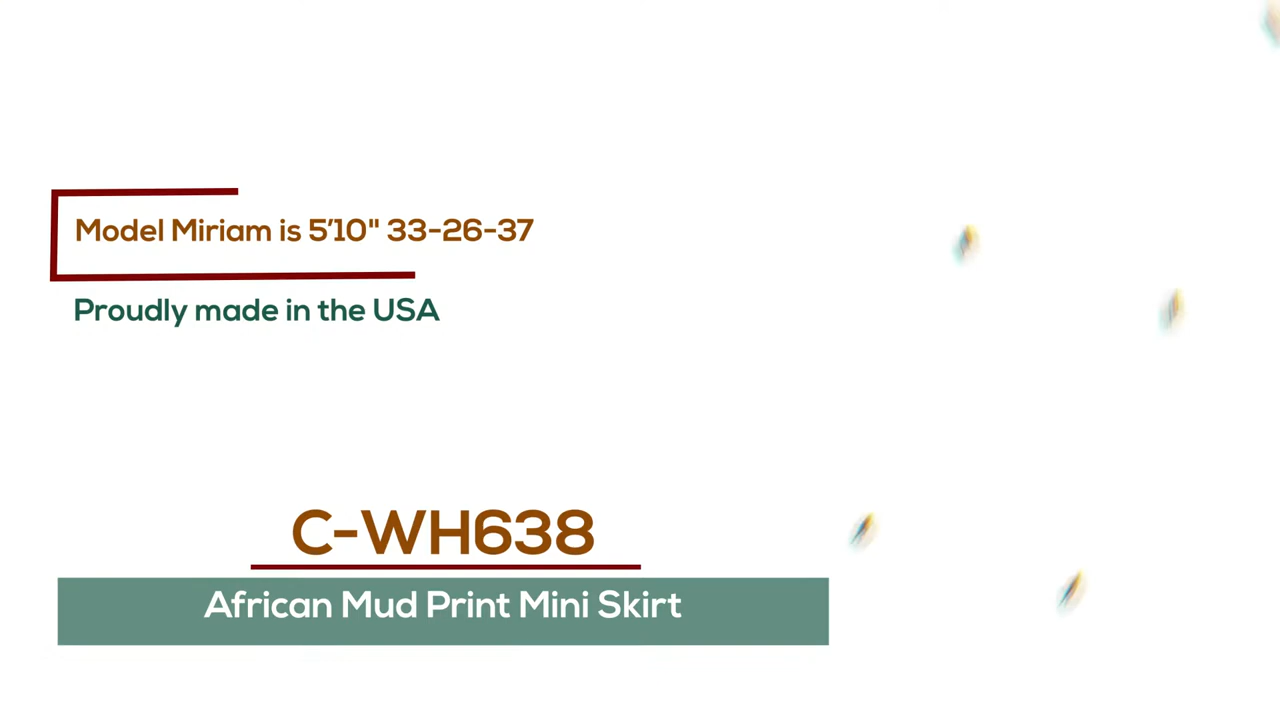 Model Miriam is 5’10" 33-26-37
Proudly made in the USA
C-WH638
African Mud Print Mini Skirt